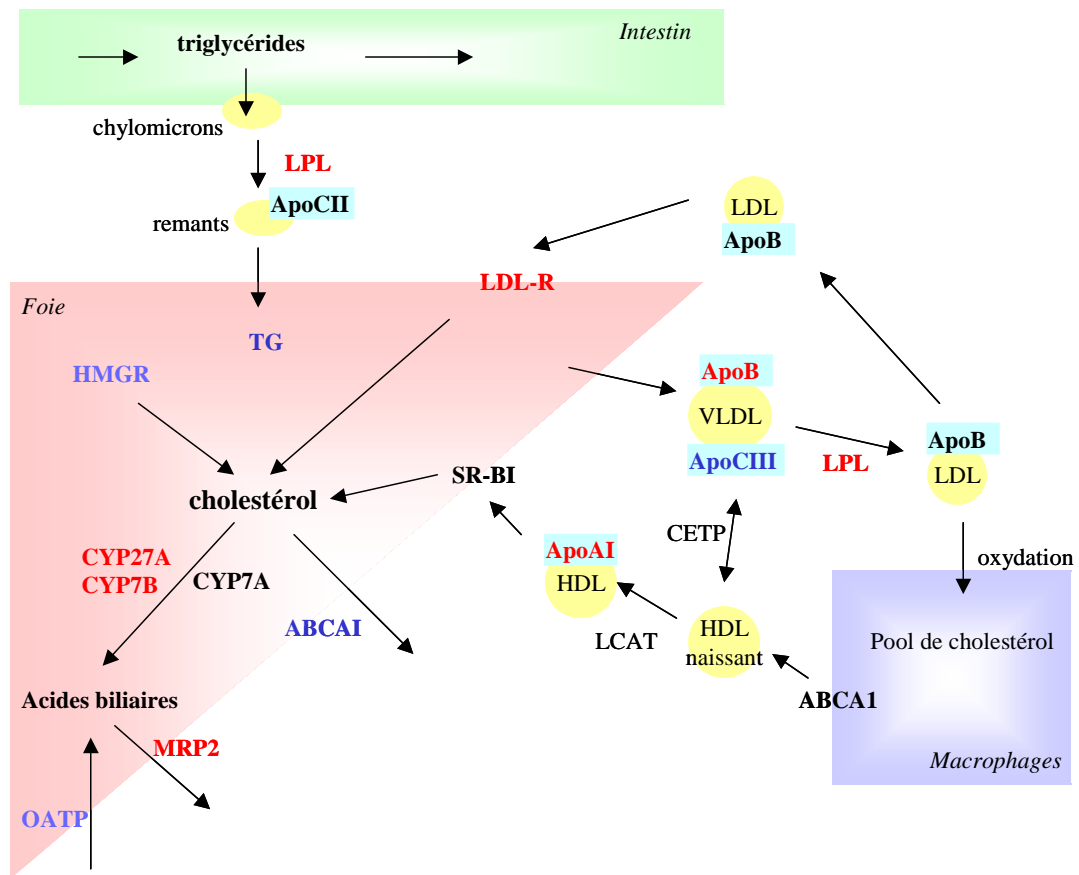 Intestin
triglycérides
chylomicrons
LPL
ApoCII
remants
LDL
ApoB
LDL-R
Foie
TG
HMGR
ApoB
VLDL
ApoCIII
LPL
ApoB
LDL
SR-BI
cholestérol
CETP
oxydation
ApoAI
HDL
CYP27A
CYP7B
CYP7A
ABCAI
LCAT
HDL
naissant
Pool de cholestérol
ABCA1
Acides biliaires
MRP2
Macrophages
OATP